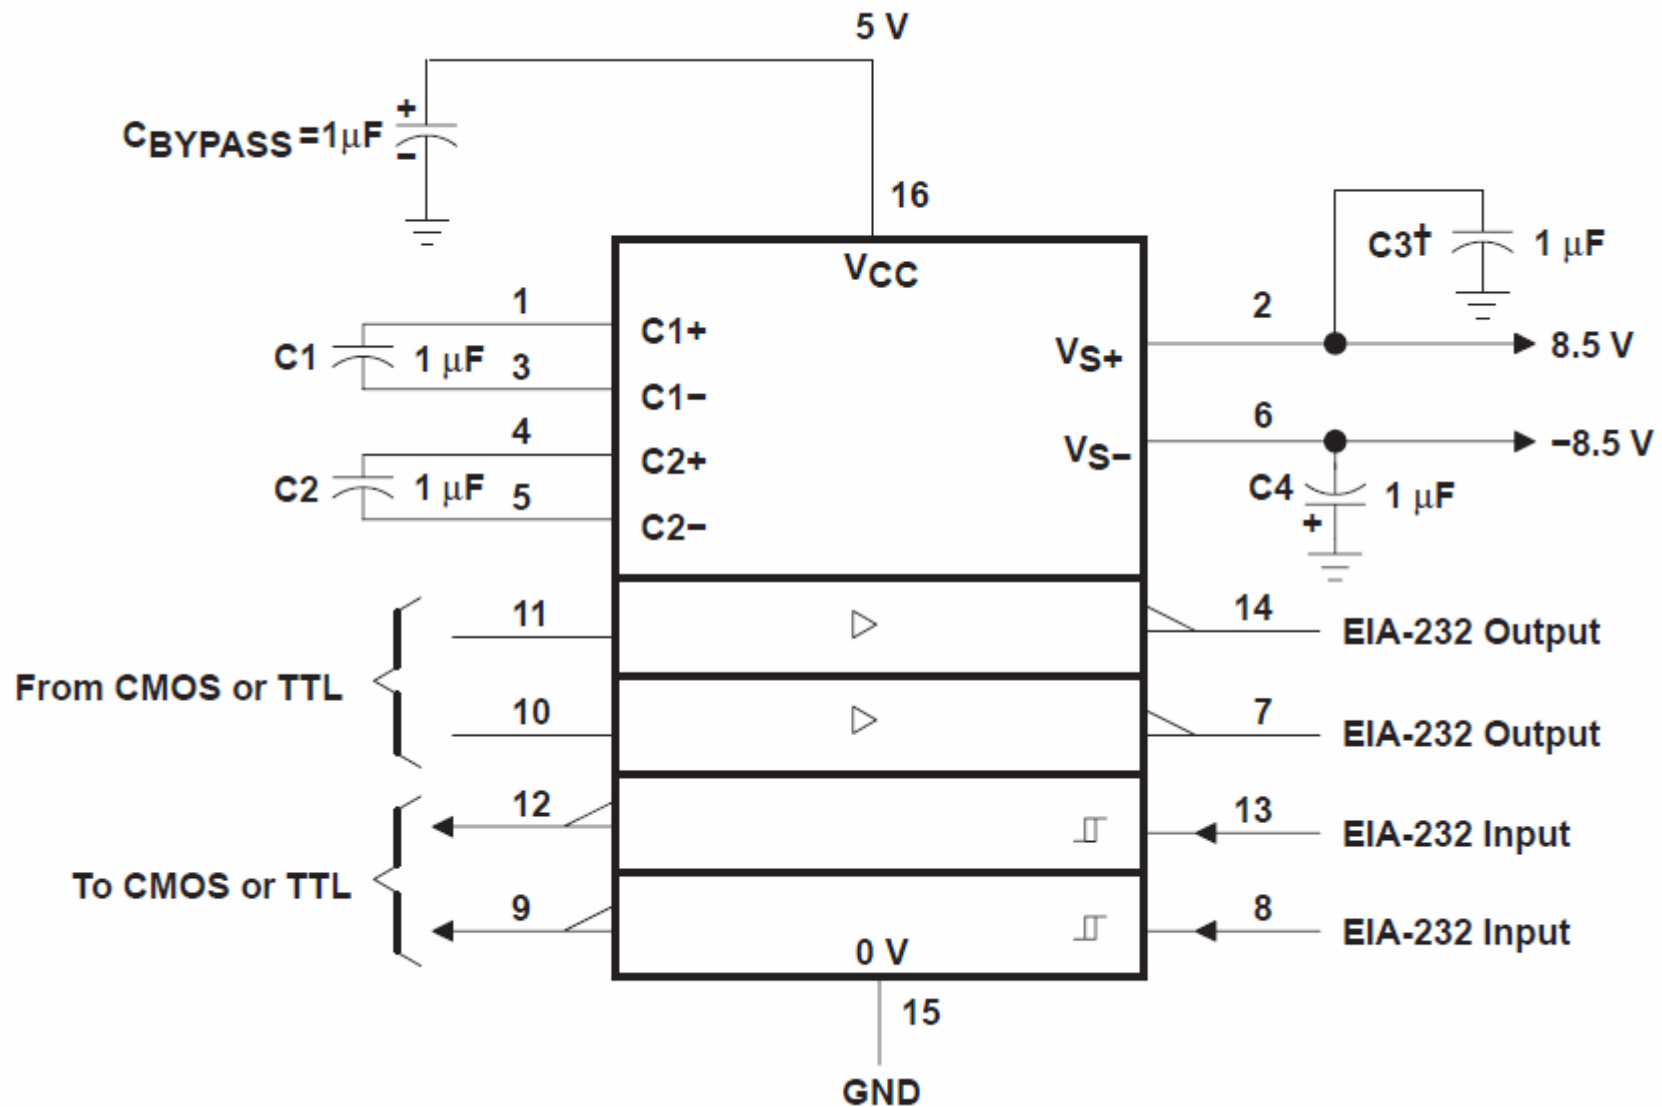 5 V
CBYPASS = 1μF
+
−
16
VCC
C3† 1 μF
1
C1+
2
C1 1 μF
VS+
8.5 V
3
C1−
6
4
VS−
−8.5 V
C2+
C2 1 μF
5
C4 1 μF
C2−
+
11
14
EIA-232 Output
From CMOS or TTL
10
7
EIA-232 Output
12
13
EIA-232 Input
To CMOS or TTL
9
8
EIA-232 Input
0 V
15
GND